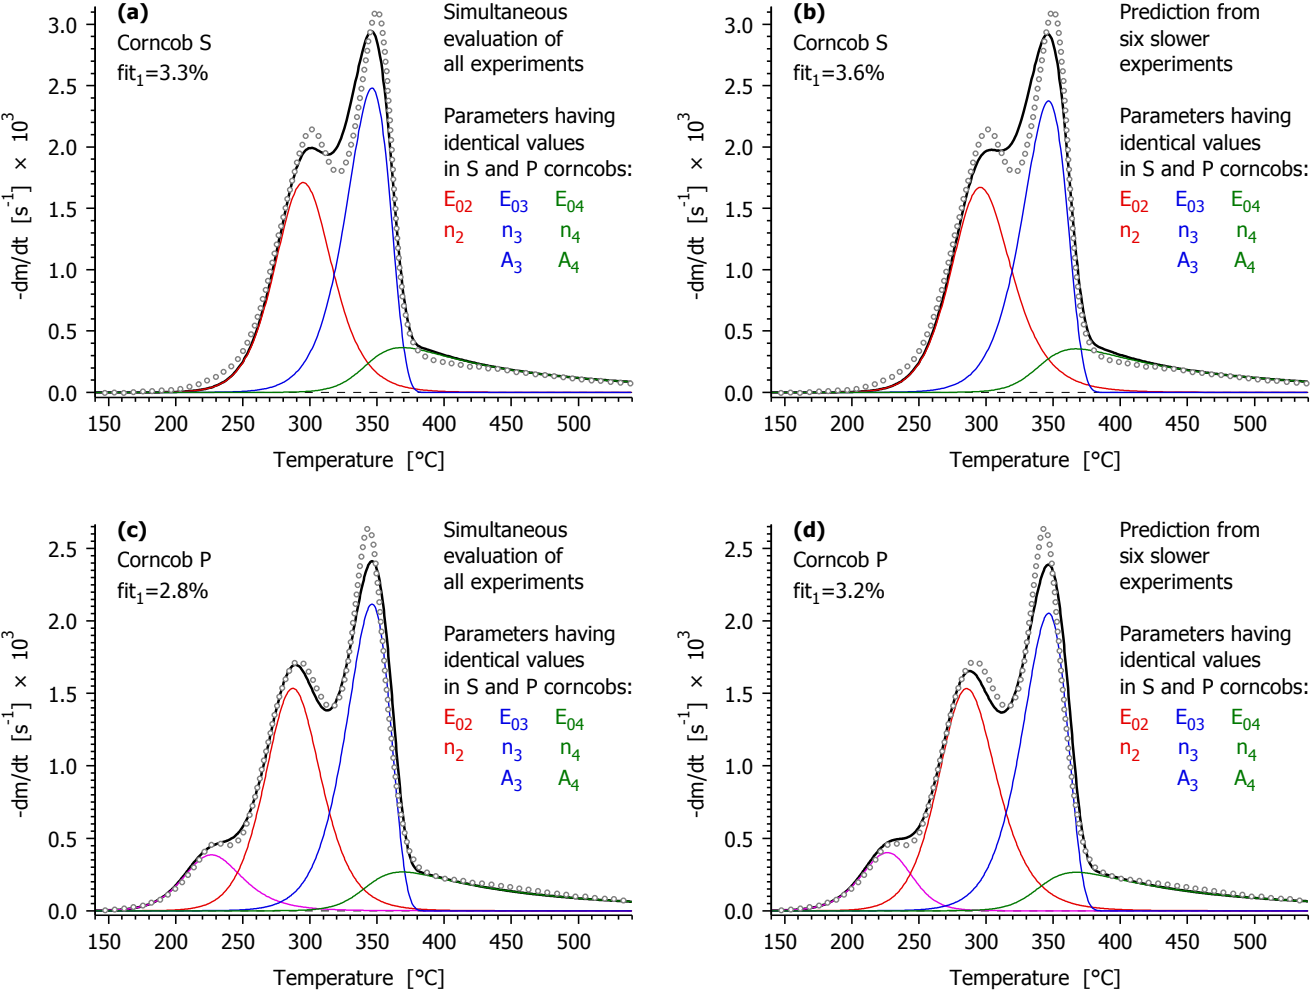 (a)
Corncob S
fit₁=3.3%
Simultaneous
evaluation of
all experiments
Parameters having
identical values
in S and P corncobs:
E₀₂ E₀₃ E₀₄
n₂ n₃ n₄
A₃ A₄
-dm/dt [s⁻¹] × 10³
3.0
2.5
2.0
1.5
1.0
0.5
0.0
150 200 250 300 350 400 450 500
Temperature [°C]
(b)
Corncob S
fit₁=3.6%
Prediction from
six slower
experiments
Parameters having
identical values
in S and P corncobs:
E₀₂ E₀₃ E₀₄
n₂ n₃ n₄
A₃ A₄
-dm/dt [s⁻¹] × 10³
3.0
2.5
2.0
1.5
1.0
0.5
0.0
150 200 250 300 350 400 450 500
Temperature [°C]
(c)
Corncob P
fit₁=2.8%
Simultaneous
evaluation of
all experiments
Parameters having
identical values
in S and P corncobs:
E₀₂ E₀₃ E₀₄
n₂ n₃ n₄
A₃ A₄
-dm/dt [s⁻¹] × 10³
2.5
2.0
1.5
1.0
0.5
0.0
150 200 250 300 350 400 450 500
Temperature [°C]
(d)
Corncob P
fit₁=3.2%
Prediction from
six slower
experiments
Parameters having
identical values
in S and P corncobs:
E₀₂ E₀₃ E₀₄
n₂ n₃ n₄
A₃ A₄
-dm/dt [s⁻¹] × 10³
2.5
2.0
1.5
1.0
0.5
0.0
150 200 250 300 350 400 450 500
Temperature [°C]